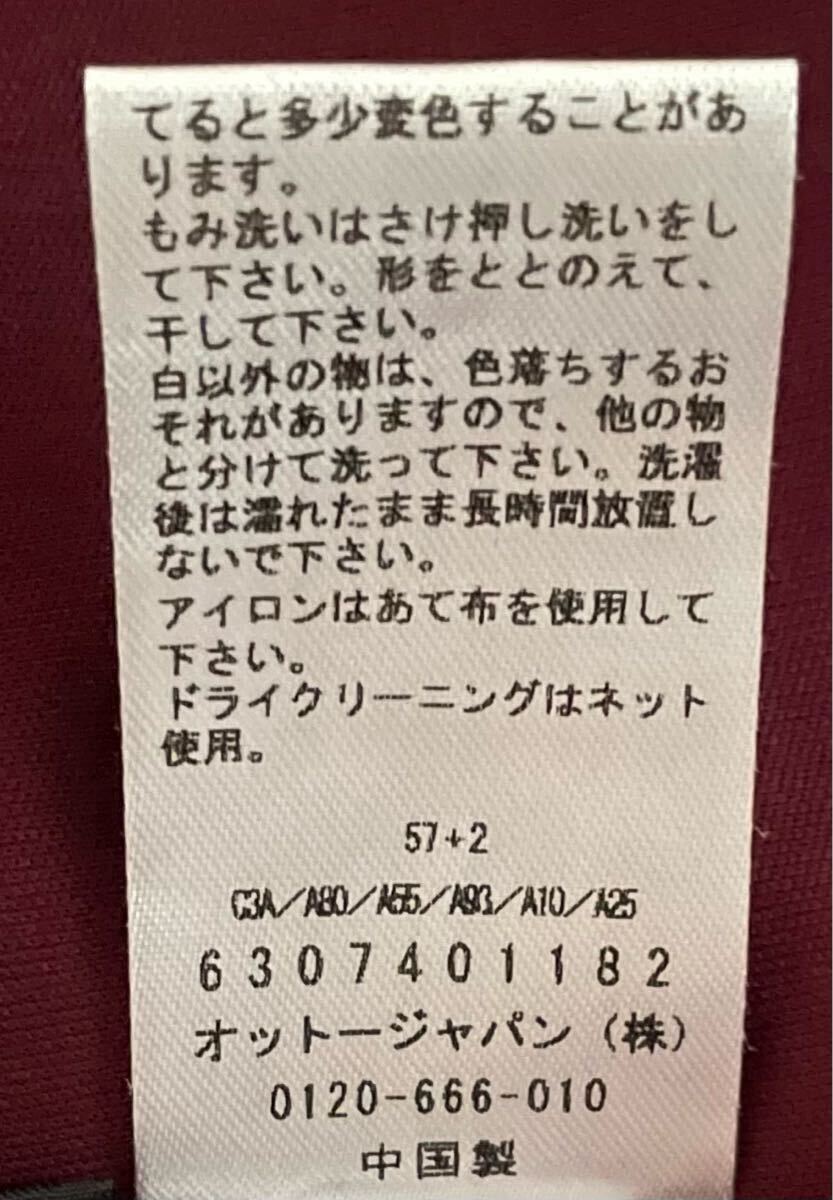 てると多少変色することがあ
ります。
もみ洗いはさけ押し洗いをし
て下さい。形をととのえて、
干して下さい。
白以外の物は、色落ちするお
それがありますので、他の物
と分けて洗って下さい。洗濯
後は濡れたまま長時間放置し
ないで下さい。
アイロンはあて布を使用して
下さい。
ドライクリーニングはネット
使用。
57+2
C3A/A80/A55/A93/A10/A25
6307401182
オットージャパン(株)
0120-666-010
中国製